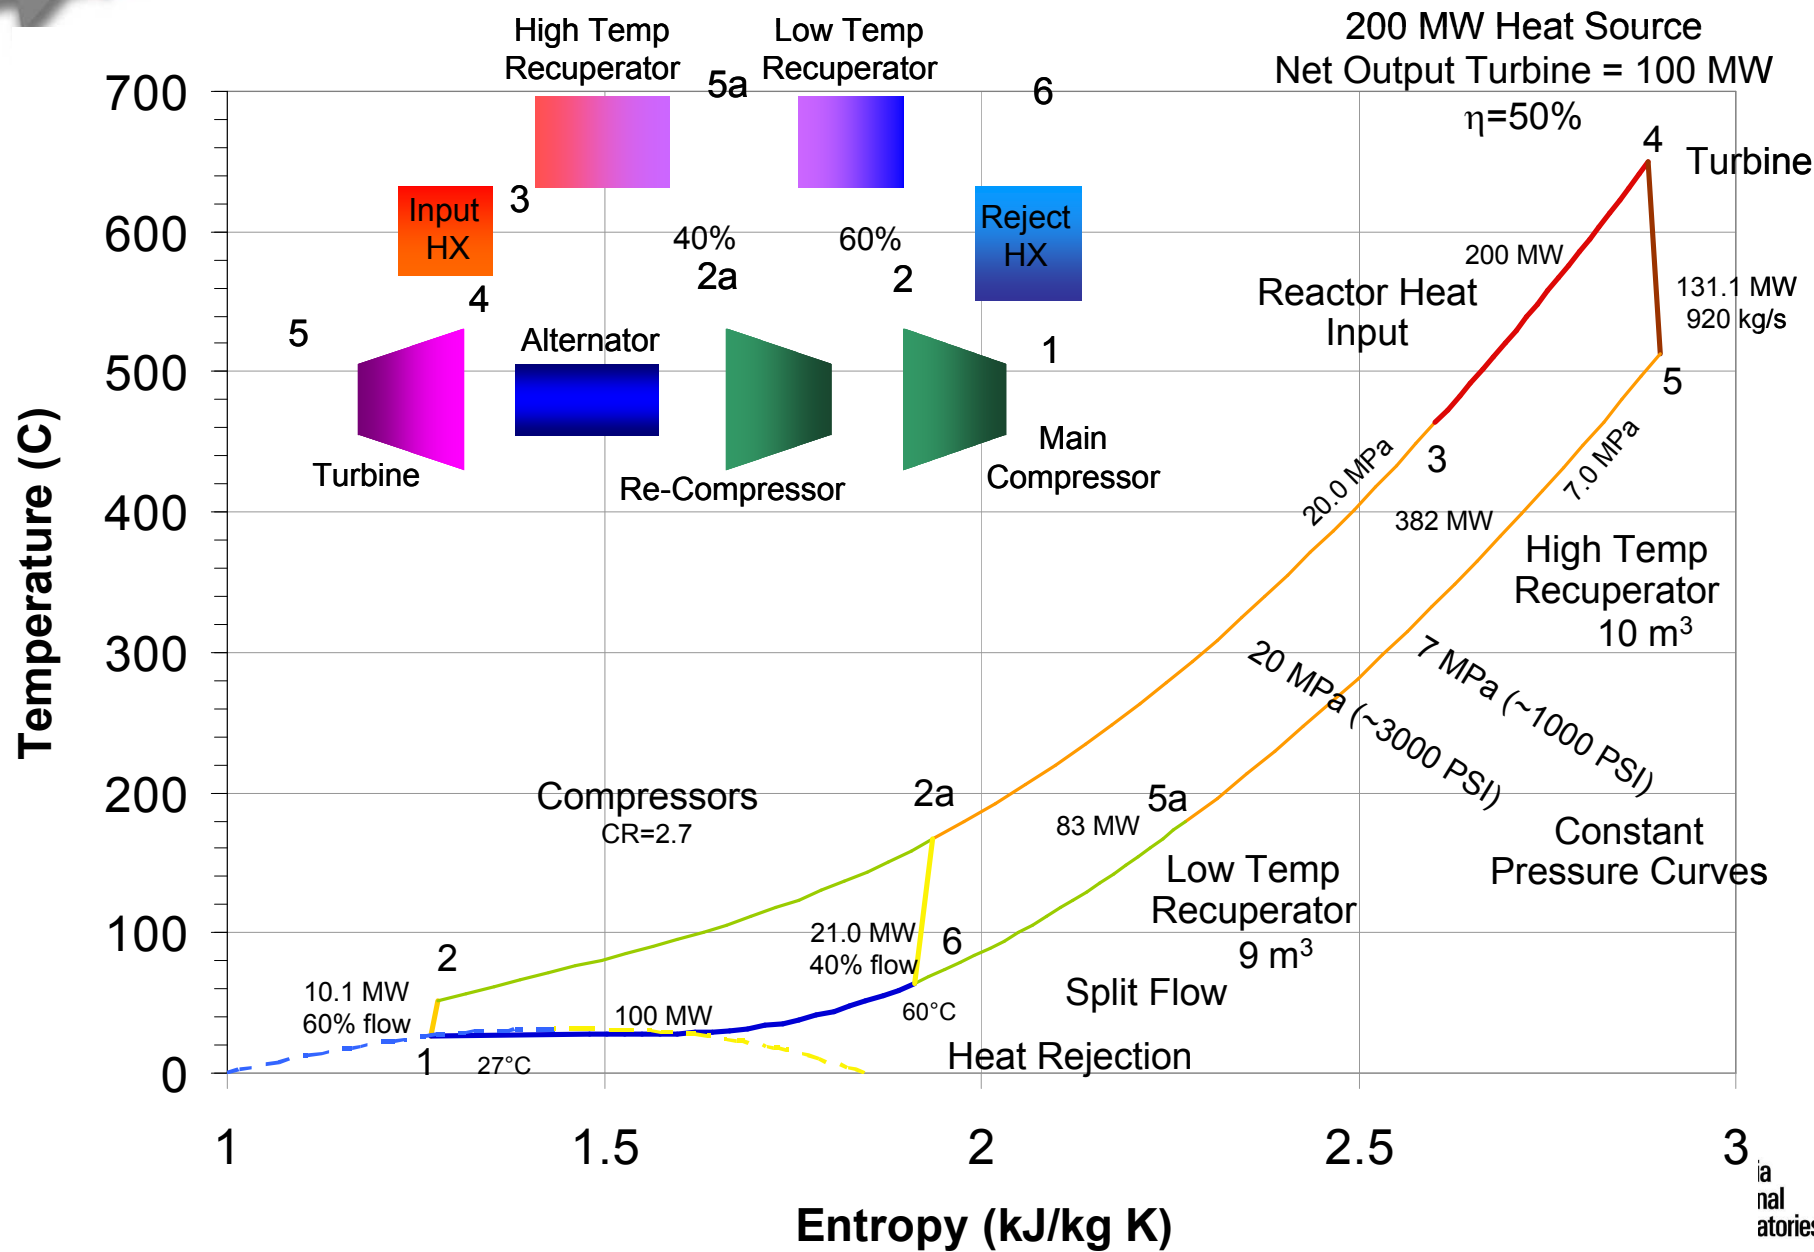 200 MW Heat Source
Net Output Turbine = 100 MW
η=50%
High Temp
Recuperator
5a
Low Temp
Recuperator
6
Input
HX
3
4
40%
2a
60%
2
Reject
HX
5
Alternator
1
Turbine
Re-Compressor
Main
Compressor
4
Turbine
200 MW
Reactor Heat
Input
131.1 MW
920 kg/s
5
20.0 MPa
3
7.0 MPa
382 MW
High Temp
Recuperator
10 m³
20 MPa (~3000 PSI)
7 MPa (~1000 PSI)
Constant
Pressure Curves
Compressors
CR=2.7
2a
5a
83 MW
Low Temp
Recuperator
9 m³
21.0 MW
40% flow
6
Split Flow
2
10.1 MW
60% flow
100 MW
60°C
1
27°C
Heat Rejection
Temperature (C)
700
600
500
400
300
200
100
0
1
1.5
2
2.5
3
Entropy (kJ/kg K)
ia
nal
atories